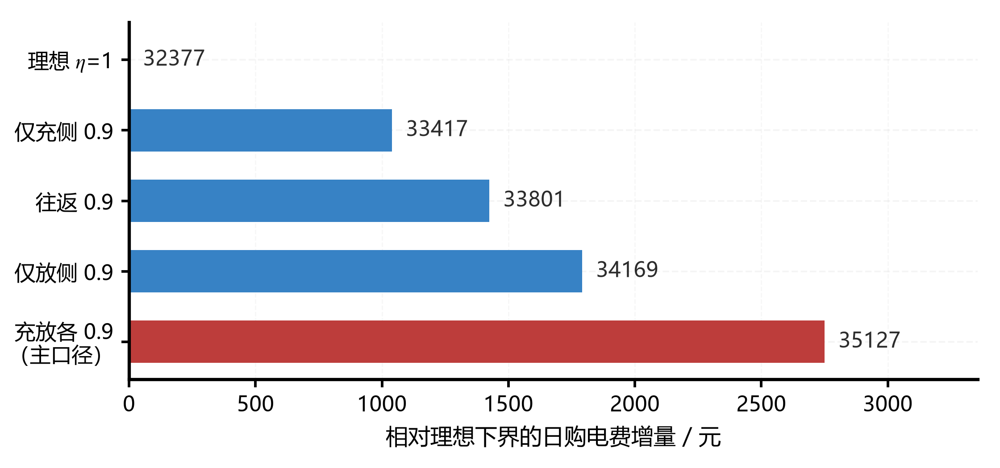 理想 η=1
32377
仅充侧 0.9
33417
往返 0.9
33801
仅放侧 0.9
34169
充放各 0.9
(主口径)
35127
0 500 1000 1500 2000 2500 3000
相对理想下界的日购电费增量 / 元